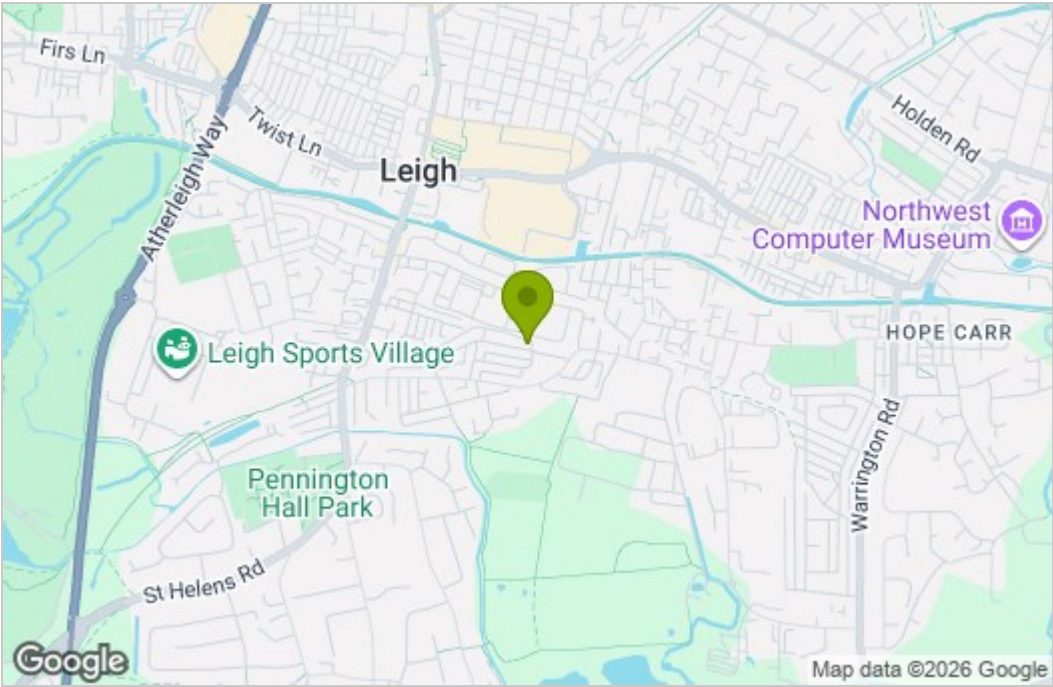 Firs Ln
Twist Ln
Atherleigh Way
Leigh
Holden Rd
Northwest
Computer Museum
HOPE CARR
Leigh Sports Village
Warrington Rd
Pennington
Hall Park
St Helens Rd
Google
Map data ©2026 Google